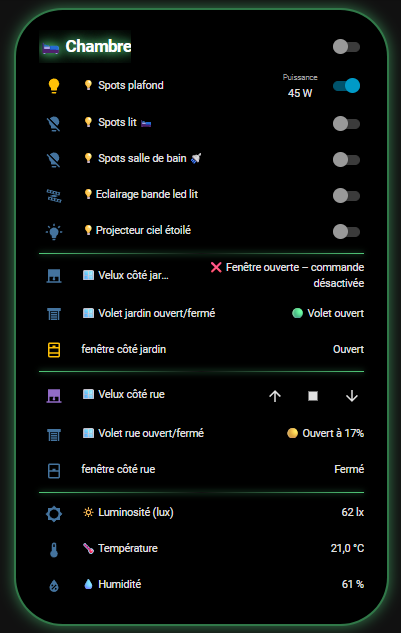 Chambre
Puissance
Spots plafond
45 W
Spots lit
Spots salle de bain
Eclairage bande led lit
Projecteur ciel étoilé
Velux côté jar...
Fenêtre ouverte – commande
désactivée
Volet jardin ouvert/fermé
Volet ouvert
fenêtre côté jardin
Ouvert
Velux côté rue
Volet rue ouvert/fermé
Ouvert à 17%
fenêtre côté rue
Fermé
Luminosité (lux)
62 lx
Température
21,0 °C
Humidité
61 %